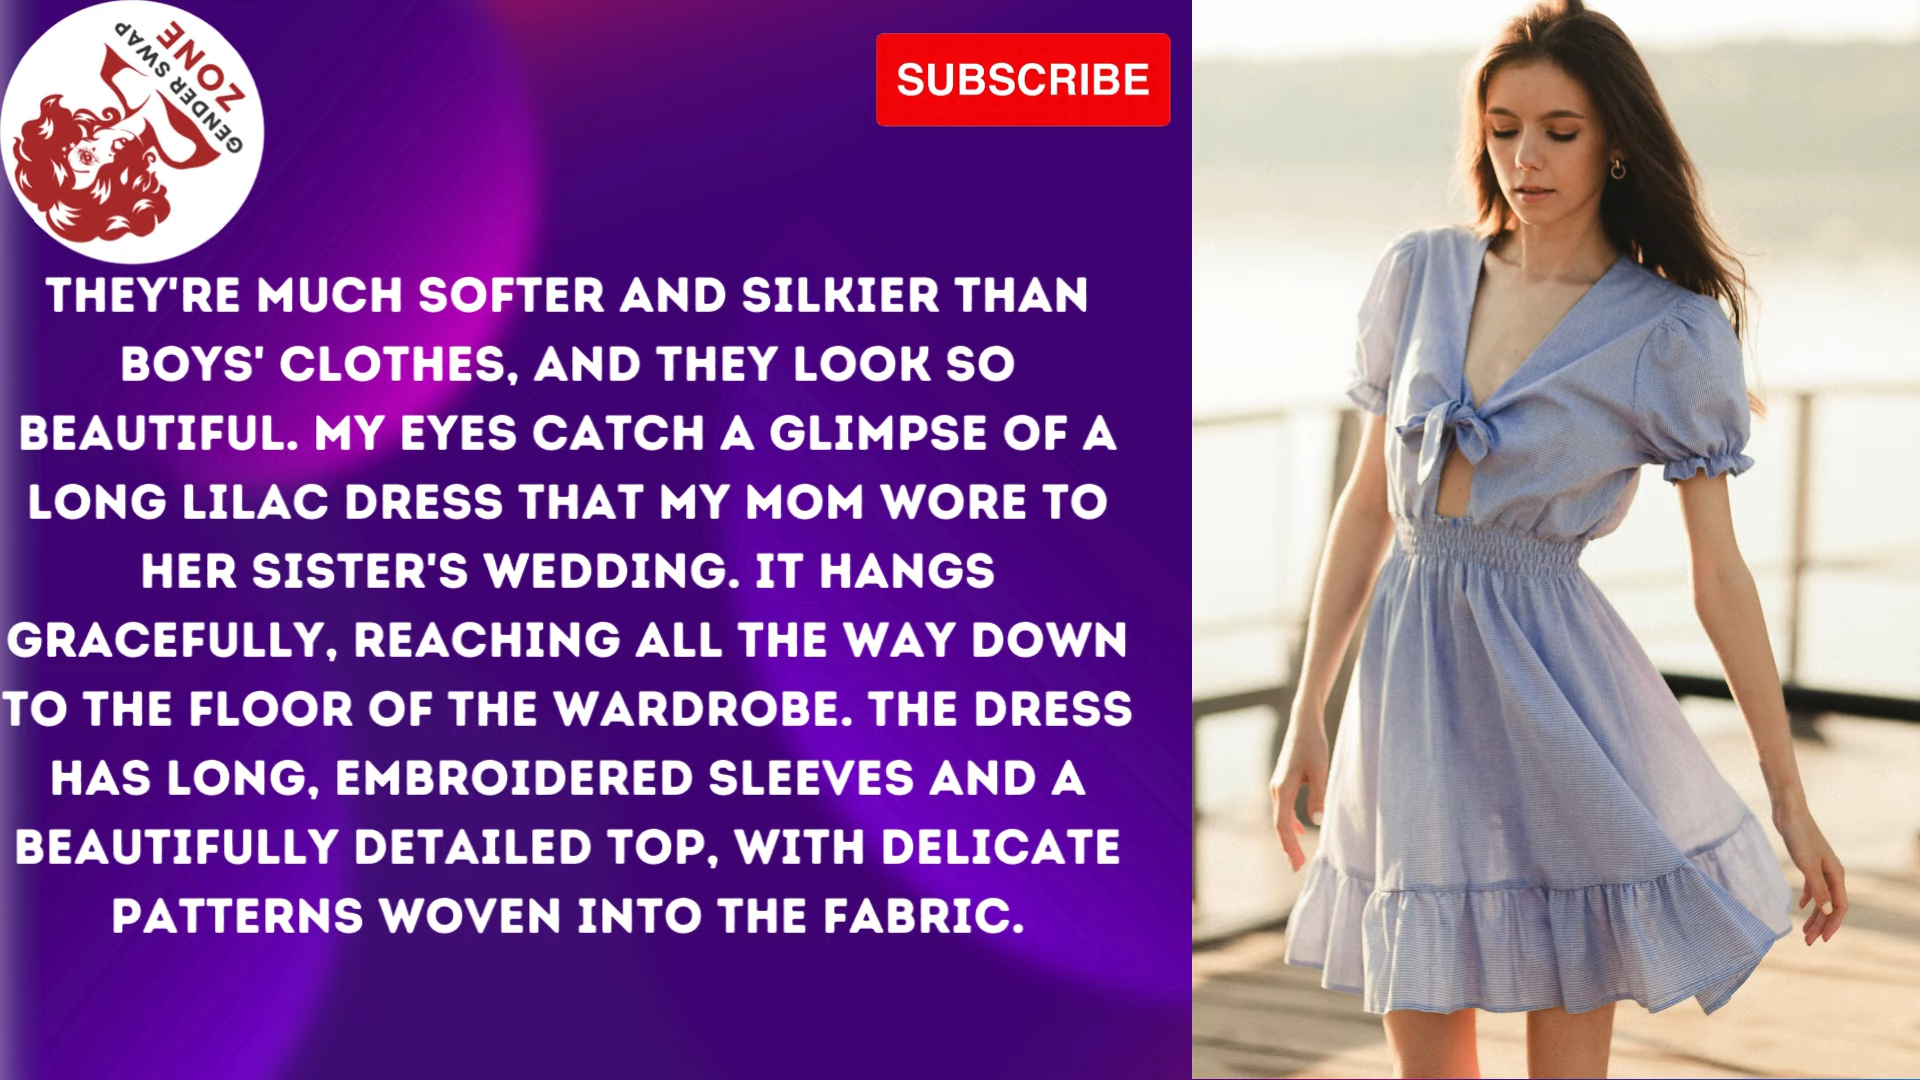 GENDER SWAP
ZONE
SUBSCRIBE
THEY'RE MUCH SOFTER AND SILKIER THAN
BOYS' CLOTHES, AND THEY LOOK SO
BEAUTIFUL. MY EYES CATCH A GLIMPSE OF A
LONG LILAC DRESS THAT MY MOM WORE TO
HER SISTER'S WEDDING. IT HANGS
GRACEFULLY, REACHING ALL THE WAY DOWN
TO THE FLOOR OF THE WARDROBE. THE DRESS
HAS LONG, EMBROIDERED SLEEVES AND A
BEAUTIFULLY DETAILED TOP, WITH DELICATE
PATTERNS WOVEN INTO THE FABRIC.